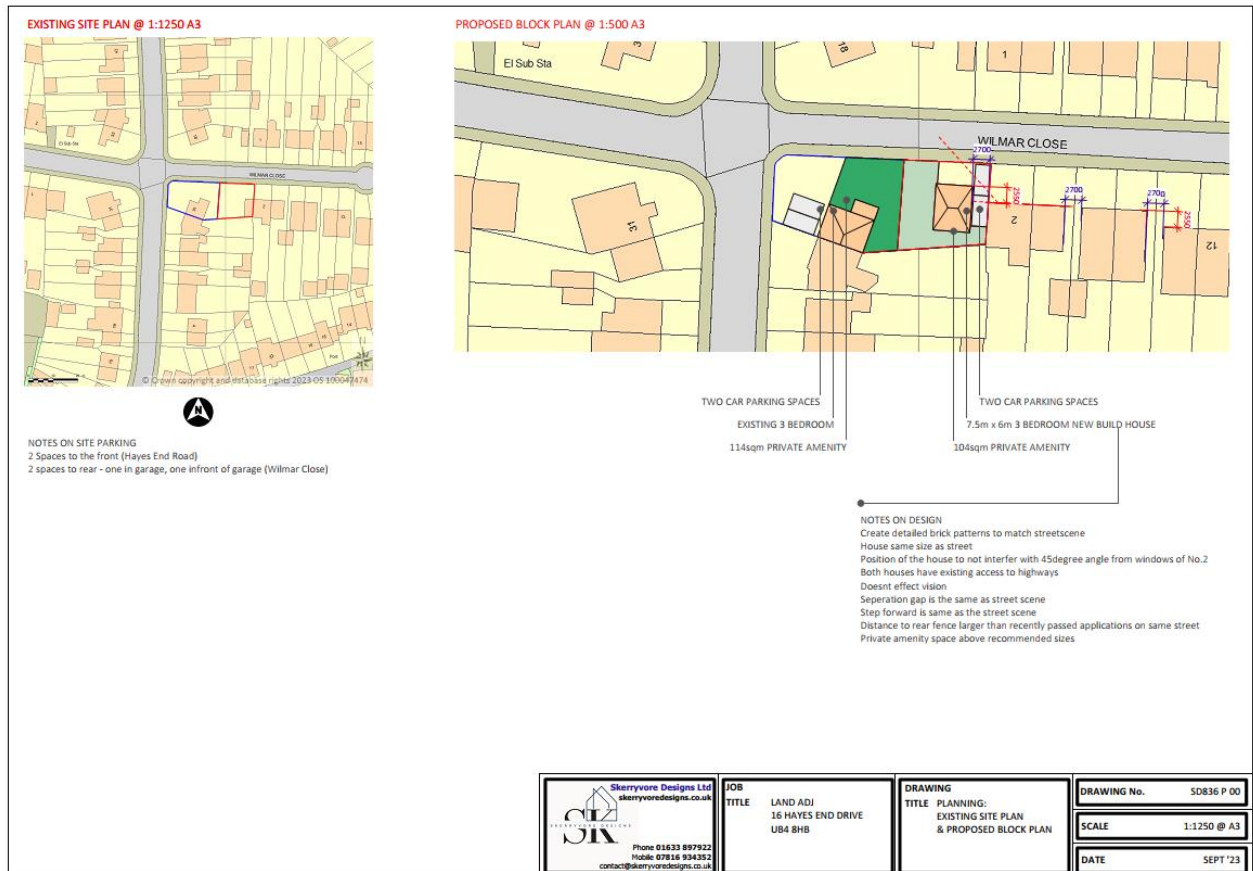 EXISTING SITE PLAN @ 1:1250 A3
El Sub Sta
WILMAR CLOSE
© Crown copyright and database rights 2023 OS 100047474
N
NOTES ON SITE PARKING
2 Spaces to the front (Hayes End Road)
2 spaces to rear - one in garage, one infront of garage (Wilmar Close)
PROPOSED BLOCK PLAN @ 1:500 A3
El Sub Sta
18
1
WILMAR CLOSE
2700
2550
2700
2700
2550
31
2
12
TWO CAR PARKING SPACES
EXISTING 3 BEDROOM
114sqm PRIVATE AMENITY
TWO CAR PARKING SPACES
7.5m x 6m 3 BEDROOM NEW BUILD HOUSE
104sqm PRIVATE AMENITY
NOTES ON DESIGN
Create detailed brick patterns to match streetscene
House same size as street
Position of the house to not interfer with 45degree angle from windows of No.2
Both houses have existing access to highways
Doesnt effect vision
Seperation gap is the same as street scene
Step forward is same as the street scene
Distance to rear fence larger than recently passed applications on same street
Private amenity space above recommended sizes
Skerryvore Designs Ltd
skerryvoredesigns.co.uk
SK
SKERRYVORE DESIGNS
Phone 01633 897922
Mobile 07816 934352
contact@skerryvoredesigns.co.uk
JOB
TITLE LAND ADJ
16 HAYES END DRIVE
UB4 8HB
DRAWING
TITLE PLANNING:
EXISTING SITE PLAN
& PROPOSED BLOCK PLAN
DRAWING No. SD836 P 00
SCALE 1:1250 @ A3
DATE SEPT '23